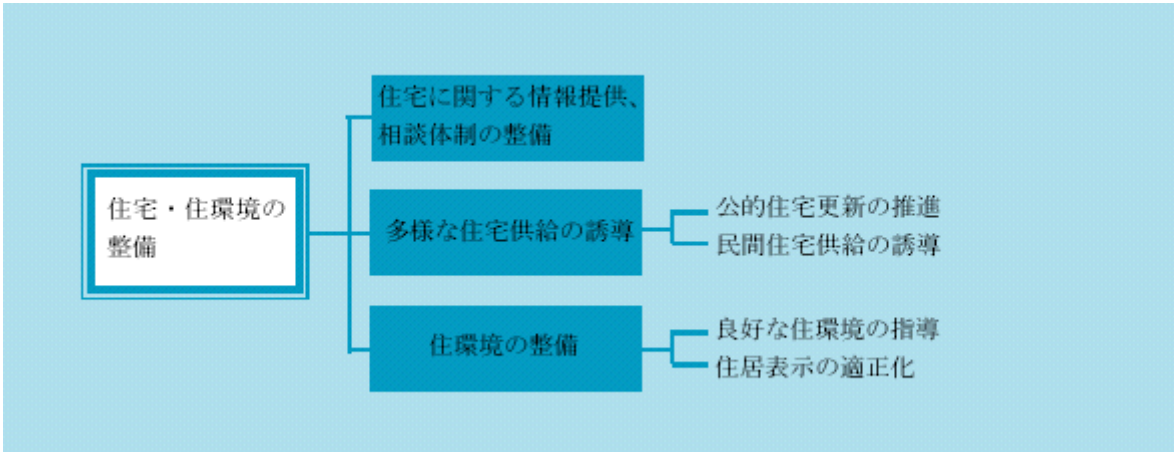 住宅・住環境の
整備
住宅に関する情報提供、
相談体制の整備
多様な住宅供給の誘導
公的住宅更新の推進
民間住宅供給の誘導
住環境の整備
良好な住環境の指導
住居表示の適正化